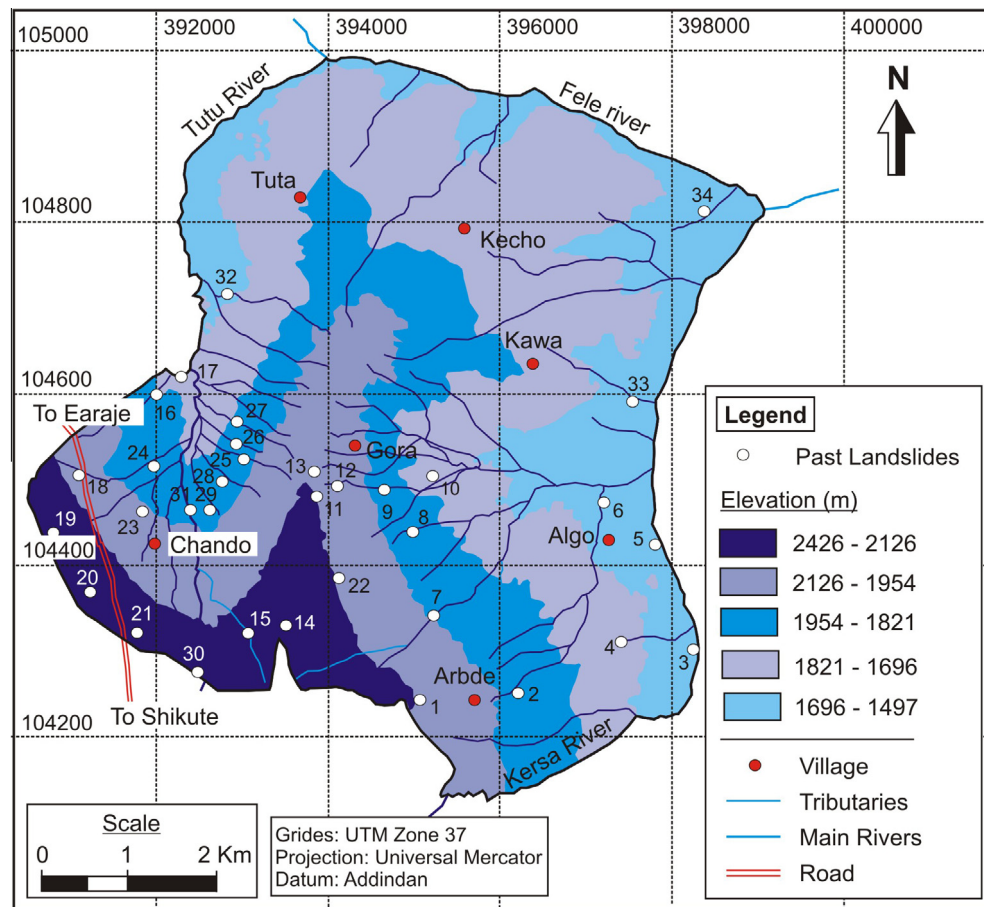 105000
392000
394000
396000
398000
400000
Tutu River
Fele river
N
Tuta
34
104800
Kecho
32
Kawa
17
104600
33
To Earaje
16
27
26
Gora
24
25
13
12
28
18
10
31
29
11
9
6
23
8
19
Chando
Algo
5
104400
20
22
7
21
15
14
4
3
30
Arbde
2
1
To Shikute
104200
Kersa River
Legend
Past Landslides
Elevation (m)
2426 - 2126
2126 - 1954
1954 - 1821
1821 - 1696
1696 - 1497
Village
Tributaries
Main Rivers
Road
Scale
0 1 2 Km
Grides: UTM Zone 37
Projection: Universal Mercator
Datum: Addindan